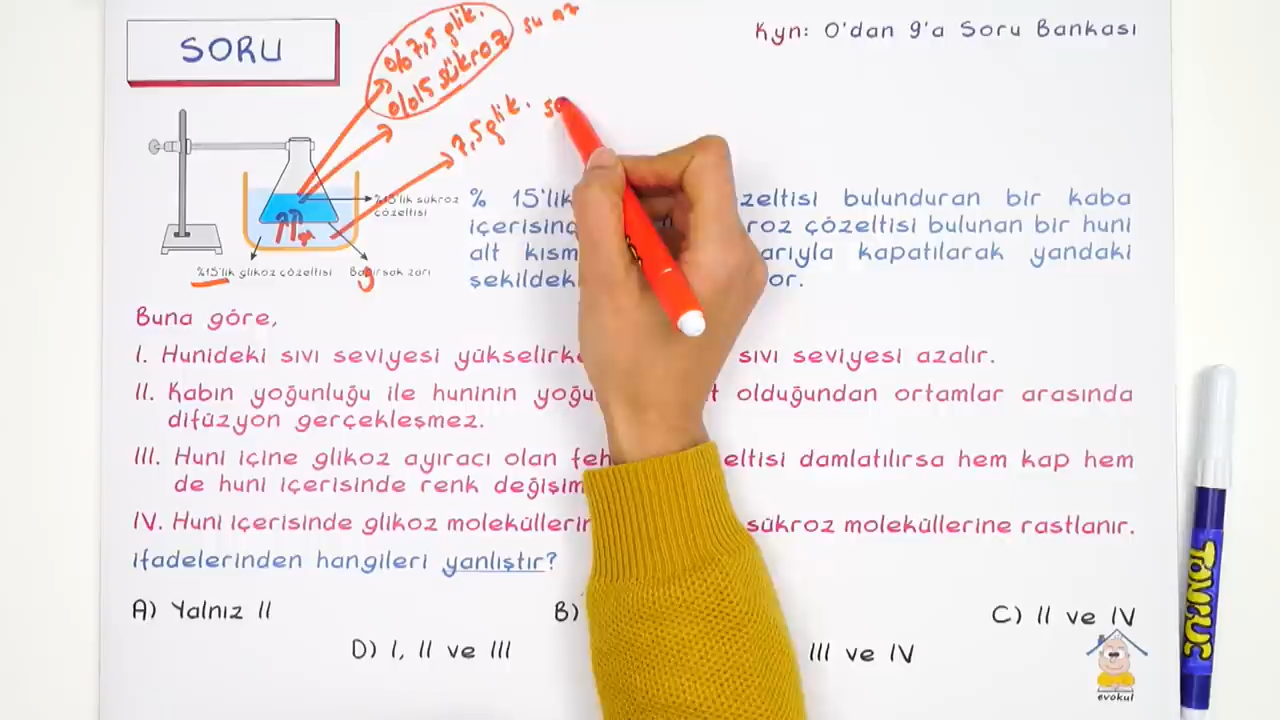 SORU
Kyn: 0'dan 9'a Soru Bankası
%7,5 glik.
%15 sükroz
su az
7,5 glik.
%15'lik sükroz
çözeltisi
%15'lik glikoz çözeltisi
Bağırsak zarı
% 15'lik zeltisi bulunduran bir kaba
içerisin roz çözeltisi bulunan bir huni
alt kısm arıyla kapatılarak yandaki
şekildek or.
Buna göre,
I. Hunideki sıvı seviyesi yükselirke sıvı seviyesi azalır.
II. Kabın yoğunluğu ile huninin yoğu t olduğundan ortamlar arasında
difüzyon gerçekleşmez.
III. Huni içine glikoz ayıracı olan feh eltisi damlatılırsa hem kap hem
de huni içerisinde renk değişim
IV. Huni içerisinde glikoz moleküllerin sükroz moleküllerine rastlanır.
ifadelerinden hangileri yanlıştır?
A) Yalnız II
B)
C) II ve IV
D) I, II ve III
III ve IV
evokul